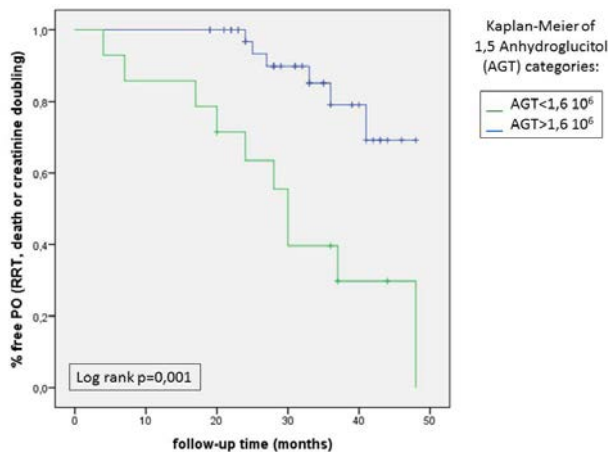 Kaplan-Meier of
1,5 Anhydroglucitol
(AGT) categories:
AGT<1,6 10⁶
AGT>1,6 10⁶
% free PO (RRT, death or creatinine doubling)
1,0
0,8
0,6
0,4
0,2
0,0
Log rank p=0,001
0 10 20 30 40 50
follow-up time (months)